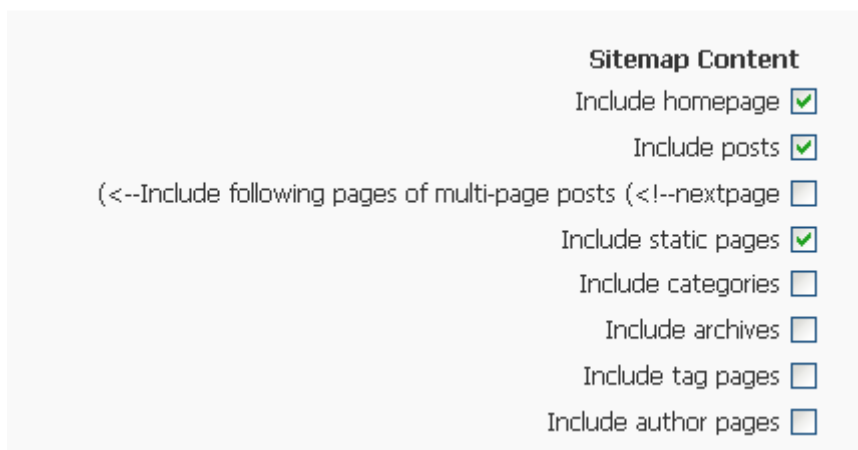 Sitemap Content
Include homepage
Include posts
(<--Include following pages of multi-page posts (<!--nextpage
Include static pages
Include categories
Include archives
Include tag pages
Include author pages